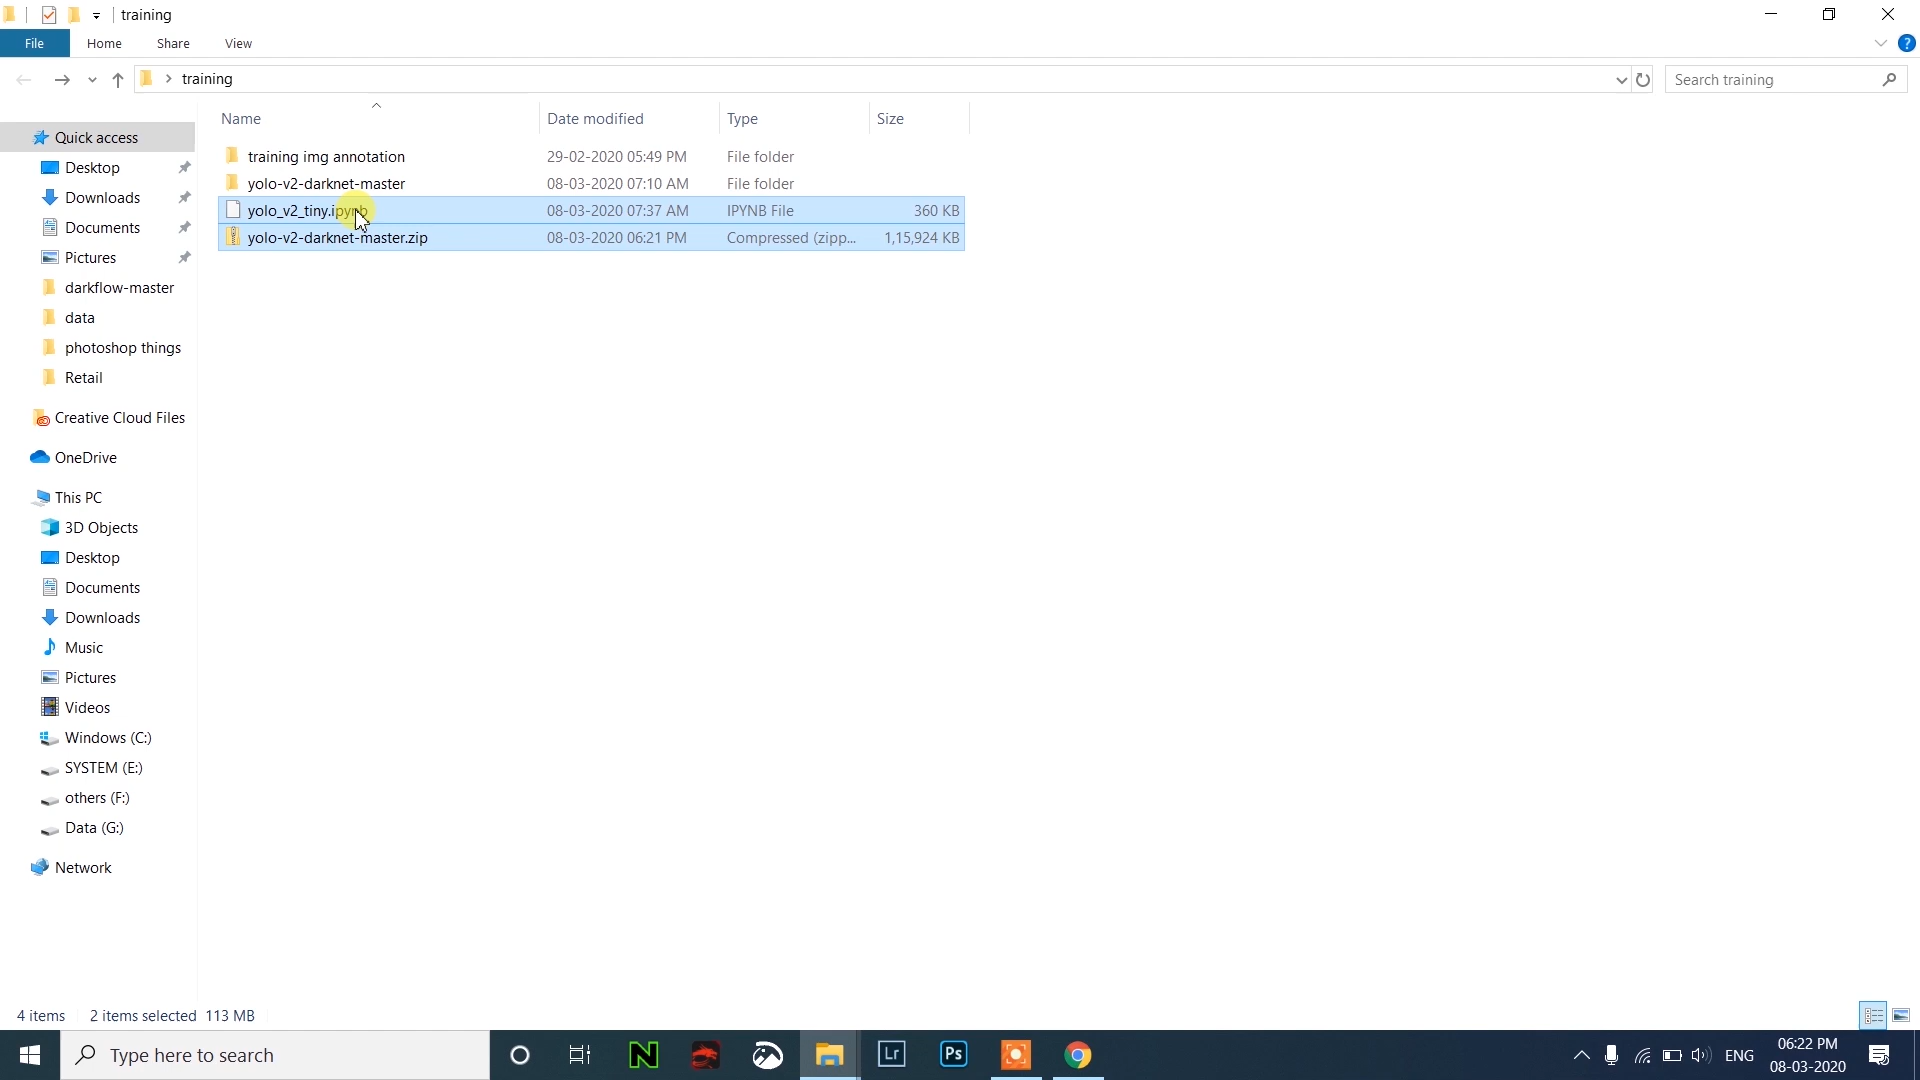 training
File Home Share View
training
Search training
Name Date modified Type Size
Quick access
Desktop
Downloads
Documents
Pictures
darkflow-master
data
photoshop things
Retail
Creative Cloud Files
OneDrive
This PC
3D Objects
Desktop
Documents
Downloads
Music
Pictures
Videos
Windows (C:)
SYSTEM (E:)
others (F:)
Data (G:)
Network
training img annotation 29-02-2020 05:49 PM File folder
yolo-v2-darknet-master 08-03-2020 07:10 AM File folder
yolo_v2_tiny.ipynb 08-03-2020 07:37 AM IPYNB File 360 KB
yolo-v2-darknet-master.zip 08-03-2020 06:21 PM Compressed (zipp... 1,15,924 KB
4 items 2 items selected 113 MB
Type here to search
N
Lr
Ps
ENG
06:22 PM
08-03-2020